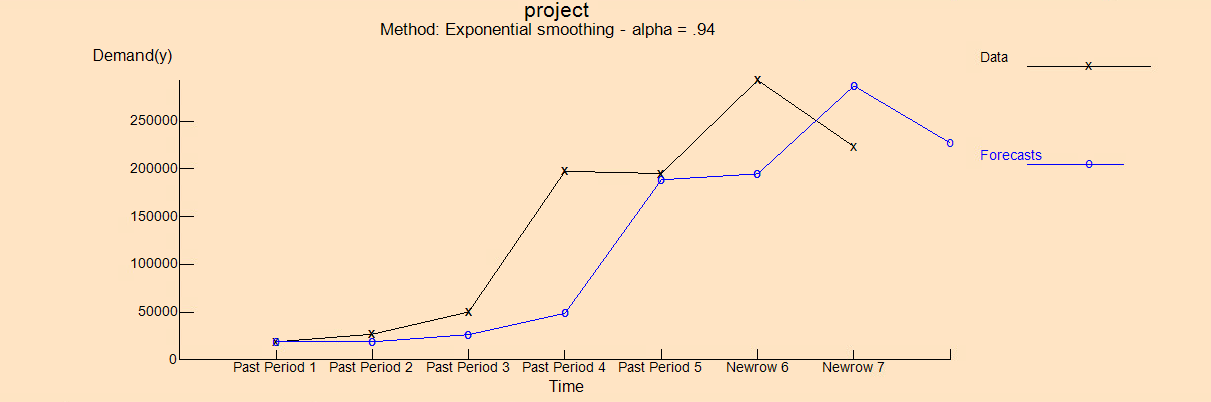 project
Method: Exponential smoothing - alpha = .94
Demand(y)
Data
x
250000
200000
Forecasts
o
150000
100000
50000
0
Past Period 1 Past Period 2 Past Period 3 Past Period 4 Past Period 5 Newrow 6 Newrow 7
Time